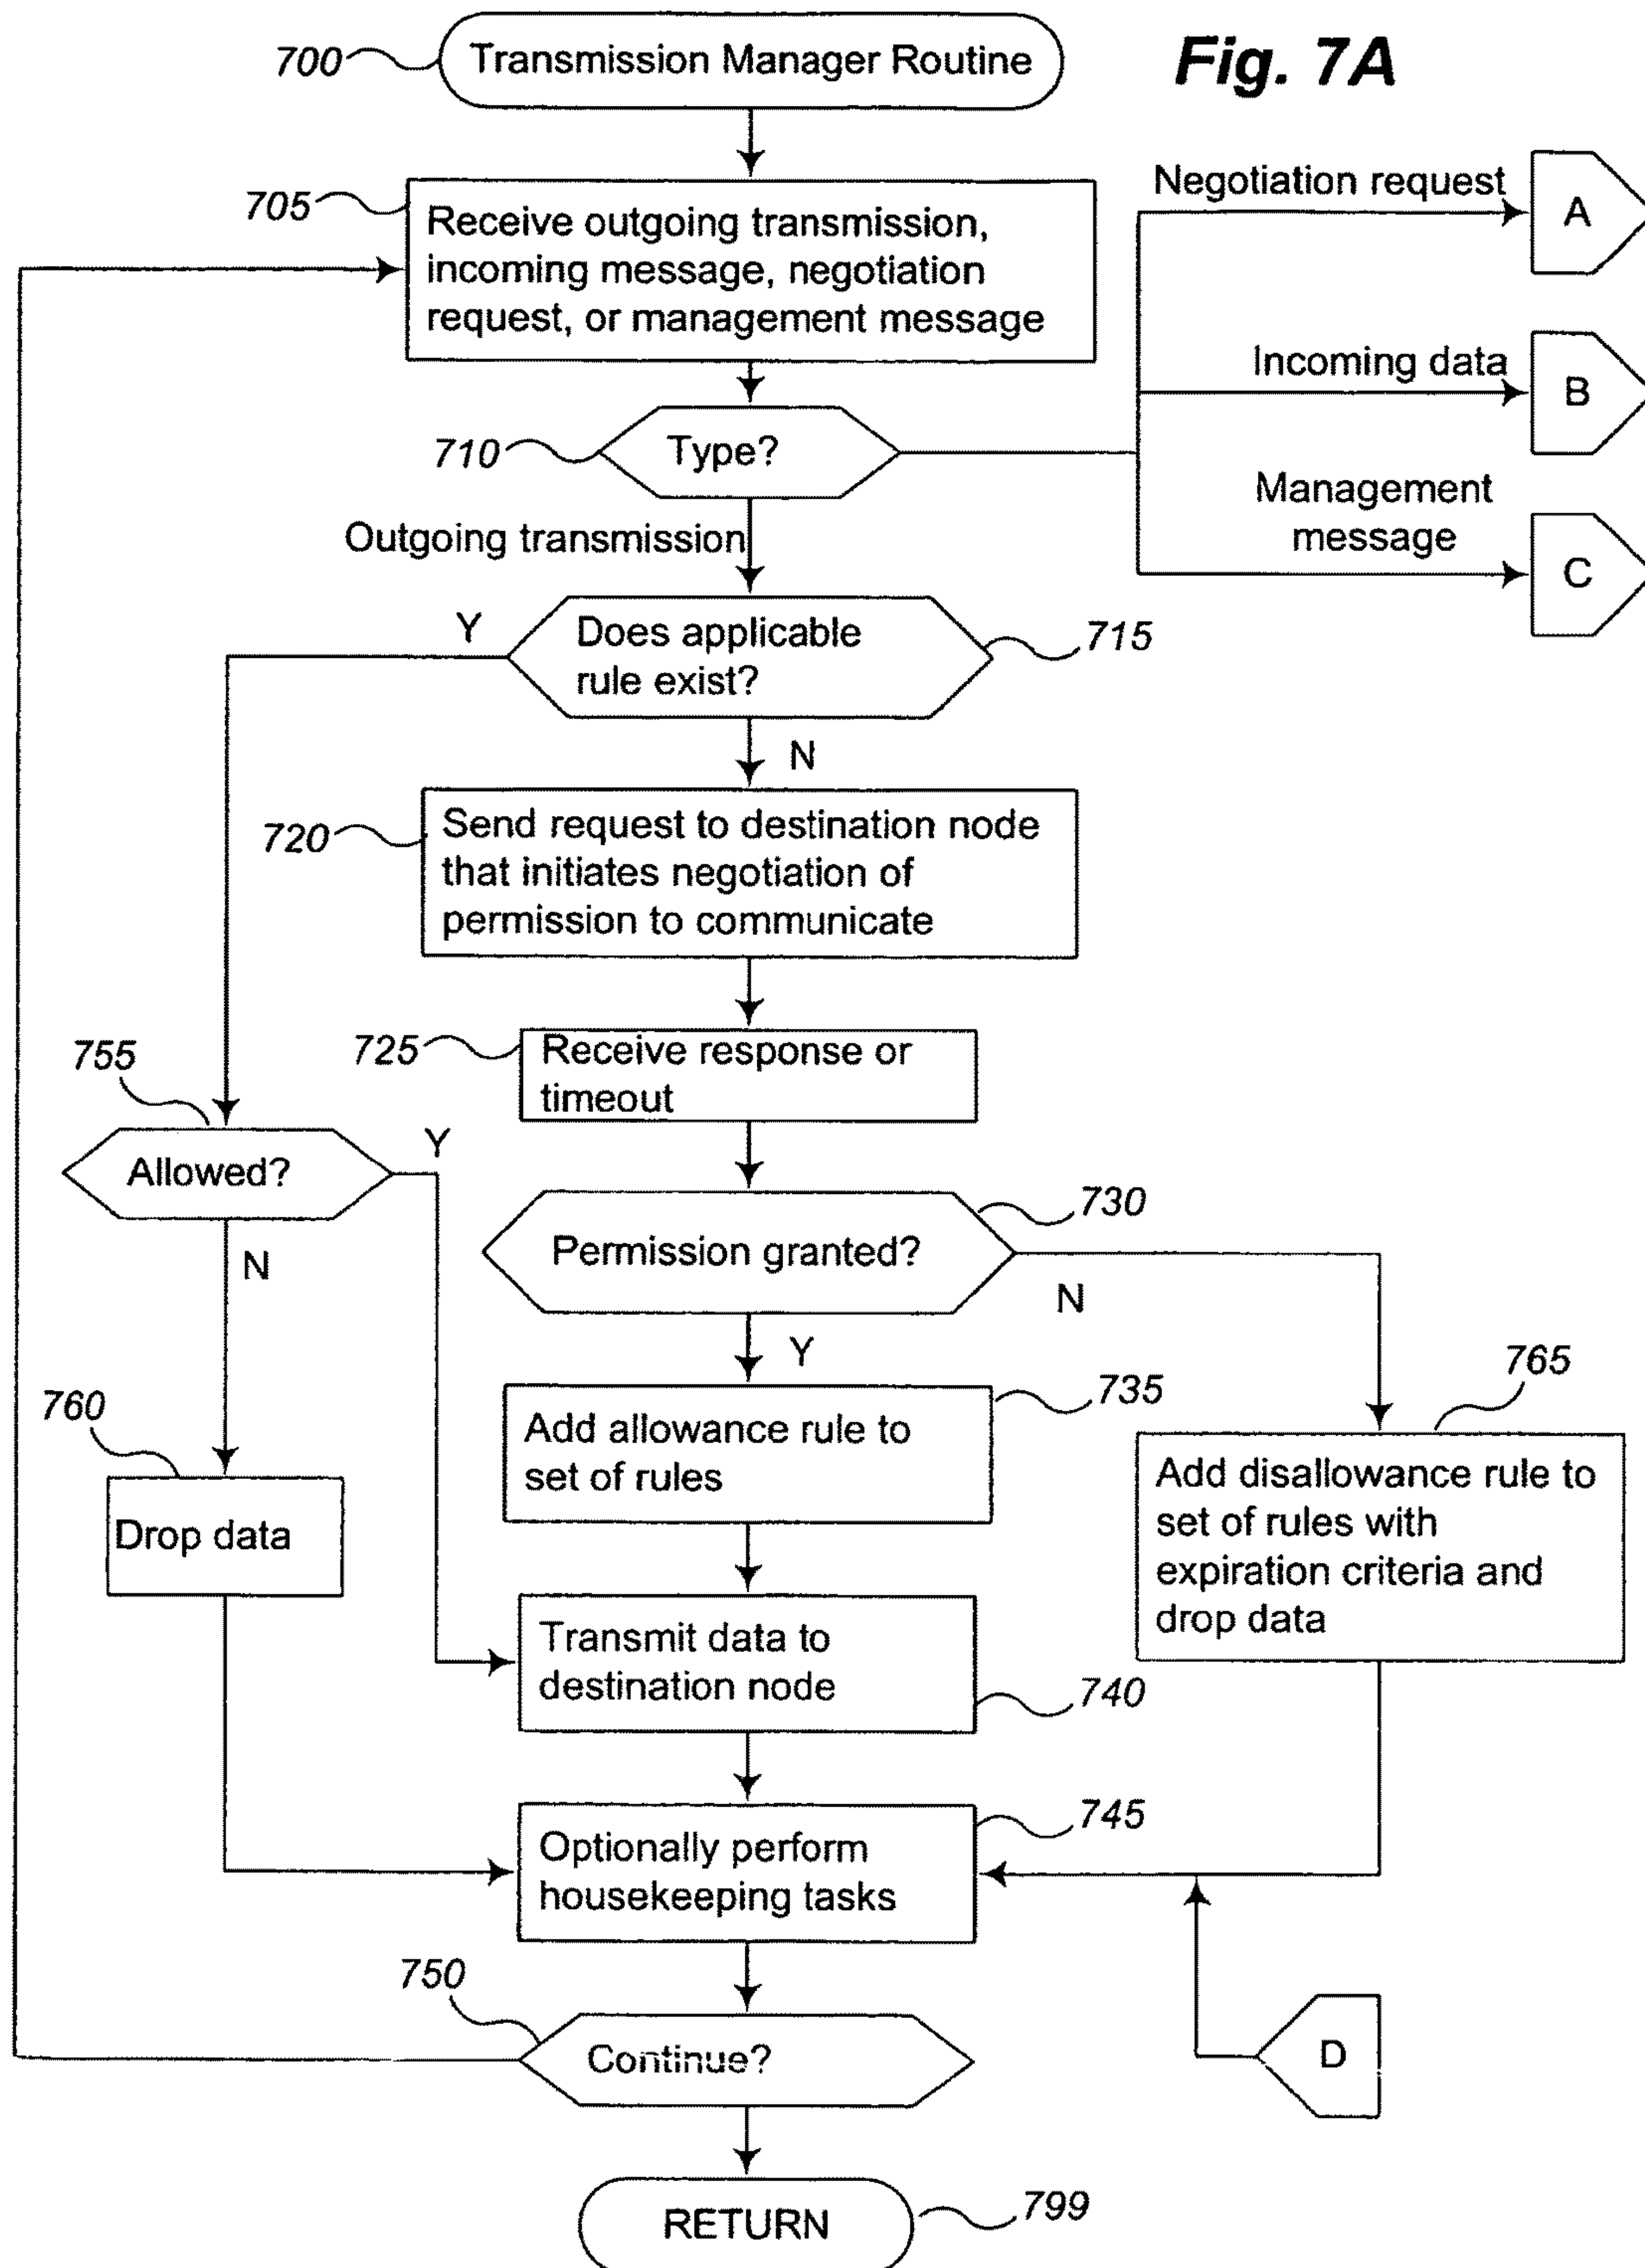 700
Transmission Manager Routine
Fig. 7A
705
Receive outgoing transmission,
incoming message, negotiation
request, or management message
Negotiation request
A
Incoming data
B
Management
message
C
710
Type?
Outgoing transmission
Y
Does applicable
rule exist?
715
N
720
Send request to destination node
that initiates negotiation of
permission to communicate
725
Receive response or
timeout
755
Allowed?
Y
N
730
Permission granted?
N
Y
735
Add allowance rule to
set of rules
765
Add disallowance rule to
set of rules with
expiration criteria and
drop data
760
Drop data
Transmit data to
destination node
740
745
Optionally perform
housekeeping tasks
750
Continue?
D
RETURN
799